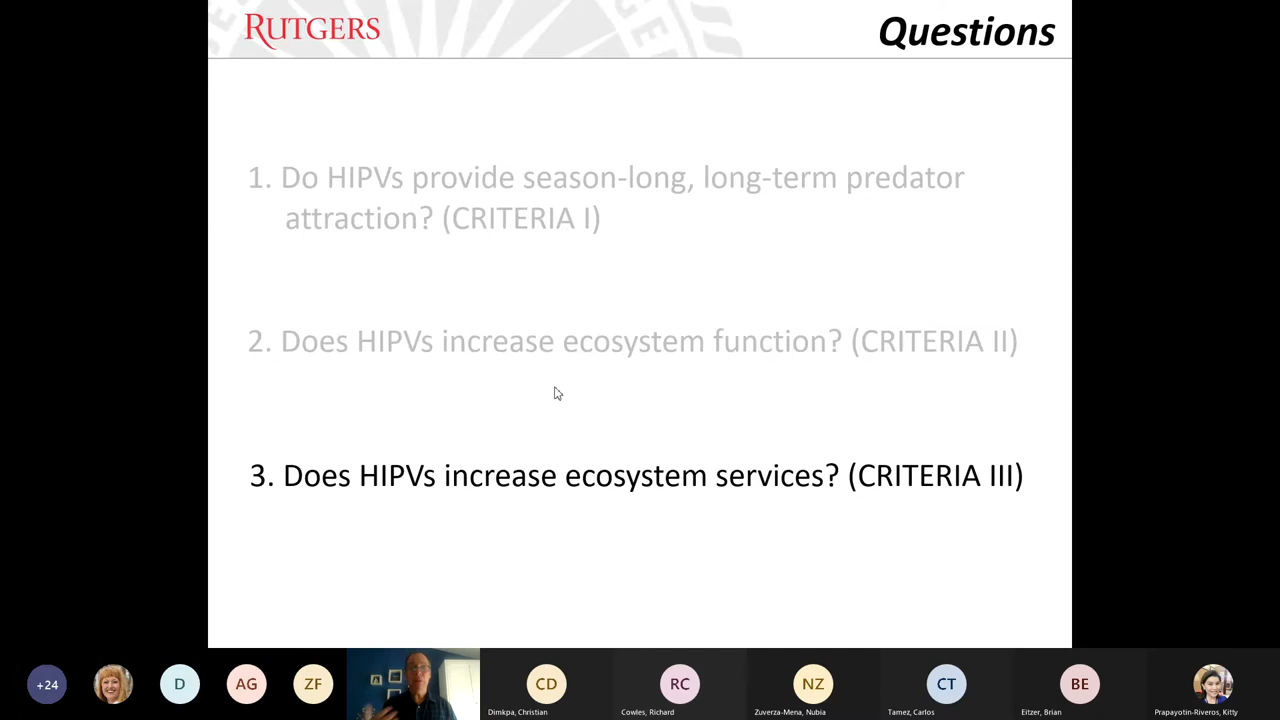 RUTGERS
Questions
1. Do HIPVs provide season-long, long-term predator
attraction? (CRITERIA I)
2. Does HIPVs increase ecosystem function? (CRITERIA II)
3. Does HIPVs increase ecosystem services? (CRITERIA III)
+24
D
AG
ZF
CD
RC
NZ
CT
BE
Dimkpa, Christian
Cowles, Richard
Zuverza-Mena, Nubia
Tamez, Carlos
Eitzer, Brian
Prapayotin-Riveros, Kitty